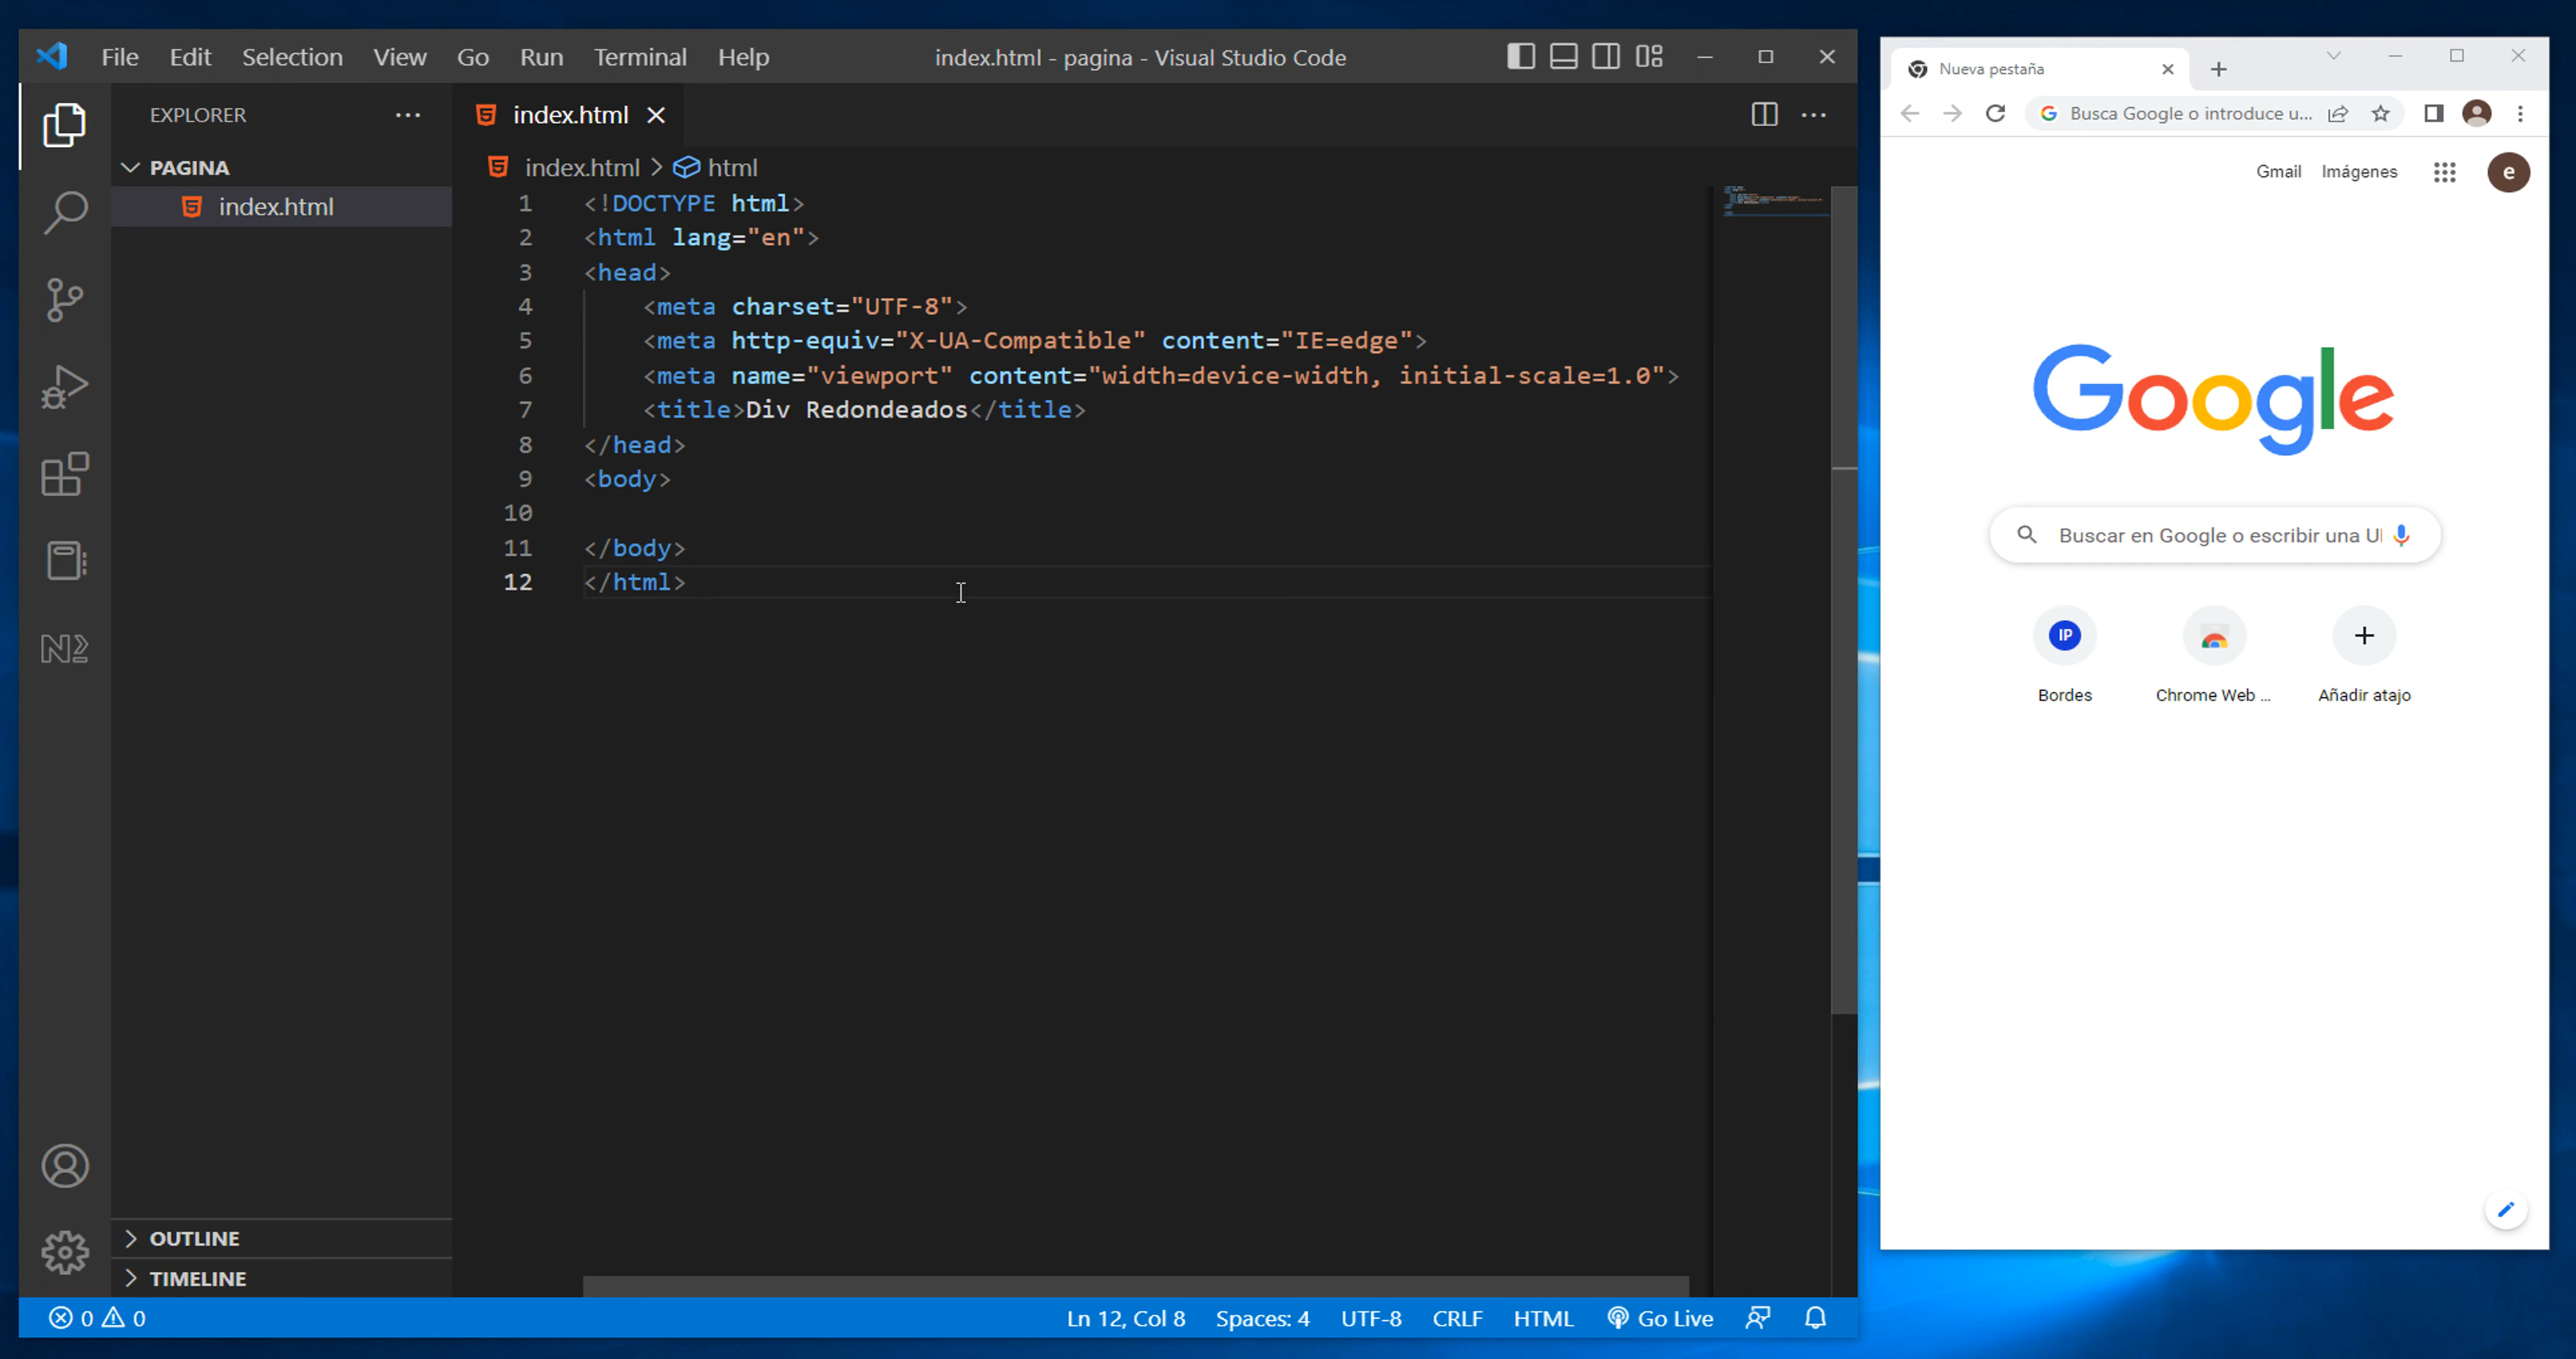 File Edit Selection View Go Run Terminal Help
index.html - pagina - Visual Studio Code
EXPLORER
PAGINA
index.html
OUTLINE
TIMELINE
index.html
index.html > html
1 <!DOCTYPE html>
2 <html lang="en">
3 <head>
4 <meta charset="UTF-8">
5 <meta http-equiv="X-UA-Compatible" content="IE=edge">
6 <meta name="viewport" content="width=device-width, initial-scale=1.0">
7 <title>Div Redondeados</title>
8 </head>
9 <body>
10
11 </body>
12 </html>
0 0
Ln 12, Col 8 Spaces: 4 UTF-8 CRLF HTML Go Live
Nueva pestaña
Busca Google o introduce u...
Gmail Imágenes
e
Google
Buscar en Google o escribir una U
IP
Bordes Chrome Web ... Añadir atajo